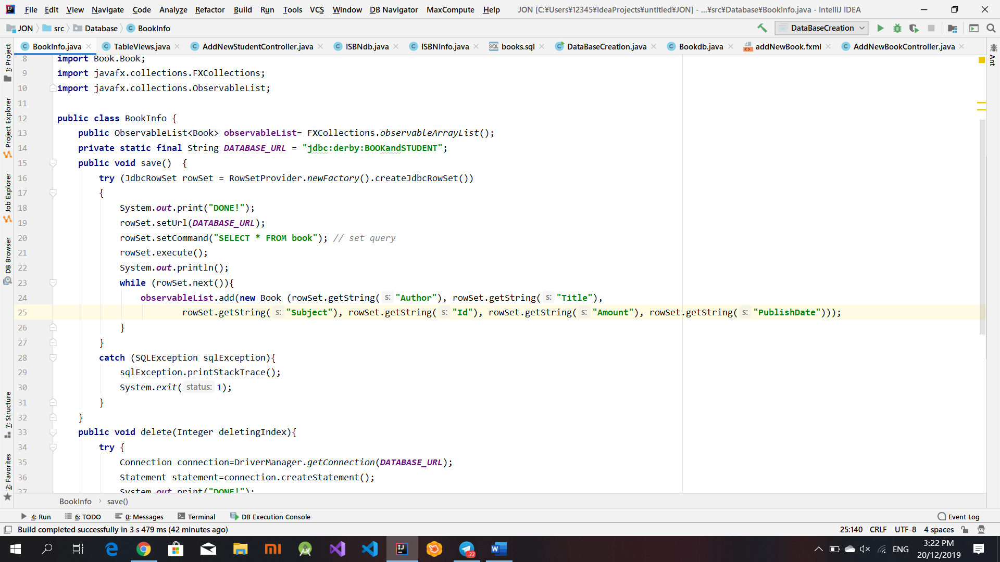 File Edit View Navigate Code Analyze Refactor Build Run Tools VCS Window DB Navigator MaxCompute Help JON [C:¥Users¥12345¥IdeaProjects¥untitled¥JON] - ...¥src¥Database¥BookInfo.java - IntelliJ IDEA
JON src Database BookInfo DataBaseCreation
BookInfo.java TableViews.java AddNewStudentController.java ISBNdb.java ISBNInfo.java books.sql DataBaseCreation.java Bookdb.java addNewBook.fxml AddNewBookController.java
1: Project
Project Explorer
Job Explorer
DB Browser
7: Structure
2: Favorites
Ant
8 import Book.Book;
9 import javafx.collections.FXCollections;
10 import javafx.collections.ObservableList;
11
12 public class BookInfo {
13 public ObservableList<Book> observableList= FXCollections.observableArrayList();
14 private static final String DATABASE_URL = "jdbc:derby:BOOKandSTUDENT";
15 public void save()  {
16 try (JdbcRowSet rowSet = RowSetProvider.newFactory().createJdbcRowSet())
17 {
18 System.out.print("DONE!");
19 rowSet.setUrl(DATABASE_URL);
20 rowSet.setCommand("SELECT * FROM book"); // set query
21 rowSet.execute();
22 System.out.println();
23 while (rowSet.next()){
24 observableList.add(new Book (rowSet.getString( s: "Author"), rowSet.getString( s: "Title"),
25 rowSet.getString( s: "Subject"), rowSet.getString( s: "Id"), rowSet.getString( s: "Amount"), rowSet.getString( s: "PublishDate")));
26 }
27 }
28 catch (SQLException sqlException){
29 sqlException.printStackTrace();
30 System.exit( status: 1);
31 }
32 }
33 public void delete(Integer deletingIndex){
34 try {
35 Connection connection=DriverManager.getConnection(DATABASE_URL);
36 Statement statement=connection.createStatement();
37 System.out.print("DONE!");
BookInfo save()
4: Run 6: TODO 0: Messages Terminal DB Execution Console Event Log
Build completed successfully in 3 s 479 ms (42 minutes ago) 25:140 CRLF UTF-8 4 spaces
ENG 3:22 PM
20/12/2019
..22